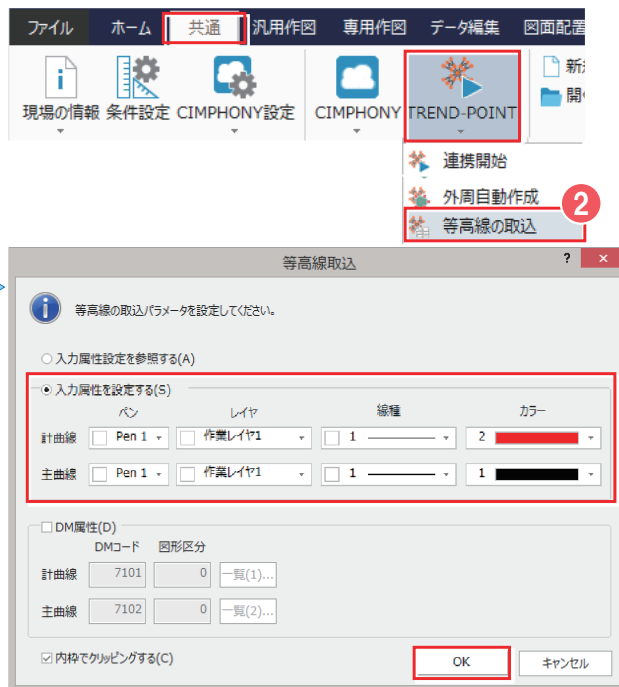 ファイル ホーム 共通 汎用作図 専用作図 データ編集 図面配置
現場の情報 条件設定 CIMPHONY設定 CIMPHONY TREND-POINT
連携開始
外周自動作成
2
等高線の取込
等高線取込 ? ×
等高線の取込パラメータを設定してください。
入力属性設定を参照する(A)
入力属性を設定する(S)
ペン レイヤ 線種 カラー
計曲線 Pen 1 作業レイヤ1 1 2
主曲線 Pen 1 作業レイヤ1 1 1
DM属性(D)
DMコード 図形区分
計曲線 7101 0 一覧(1)...
主曲線 7102 0 一覧(2)...
内枠でクリッピングする(C) OK キャンセル